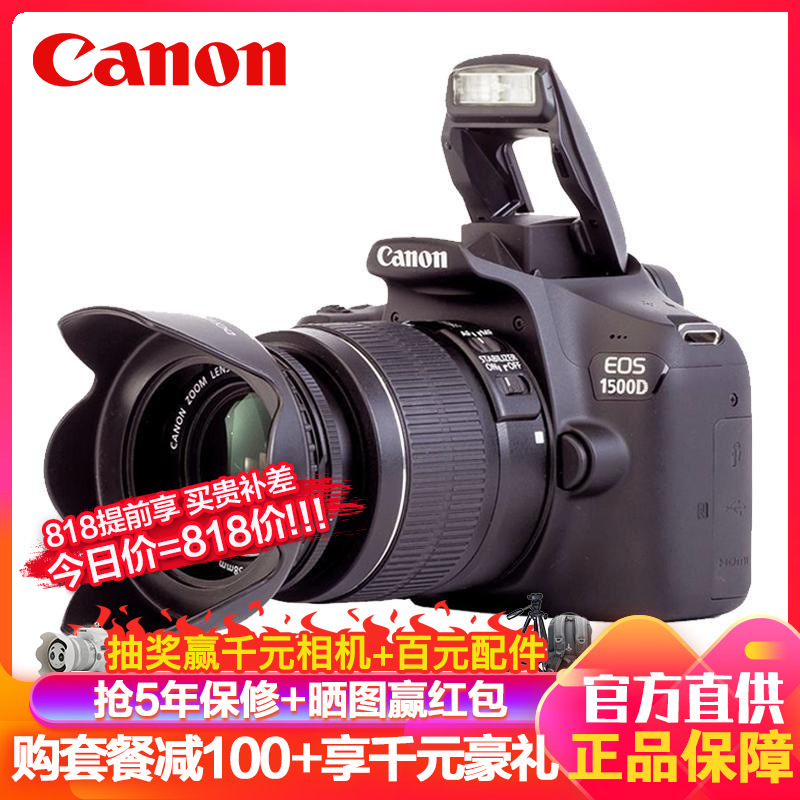 Canon
Canon
EOS
1500D
STABILIZER
ON OFF
CANON ZOOM LENS
58mm
HDMI
818提前享 买贵补差
今日价=818价!!!
抽奖赢千元相机+百元配件
抢5年保修+晒图赢红包
购套餐减100+享千元豪礼
官方直供
正品保障